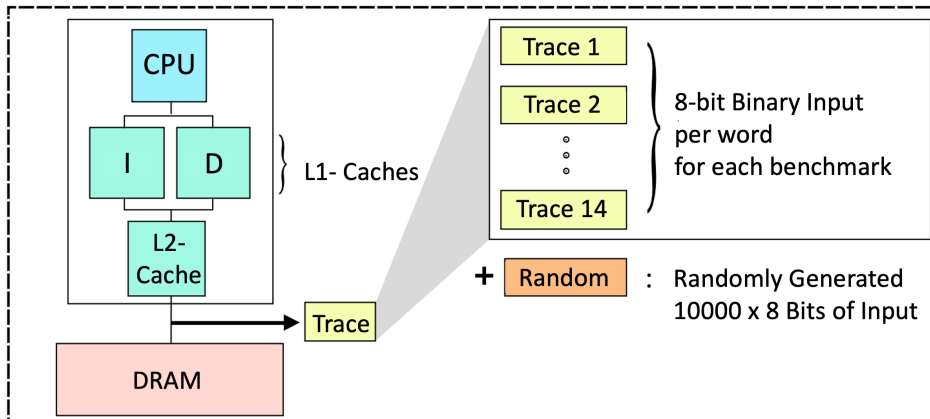 CPU
I
D
L1- Caches
L2-
Cache
Trace
DRAM
Trace 1
Trace 2
Trace 14
8-bit Binary Input
per word
for each benchmark
+
Random
:
Randomly Generated
10000 x 8 Bits of Input